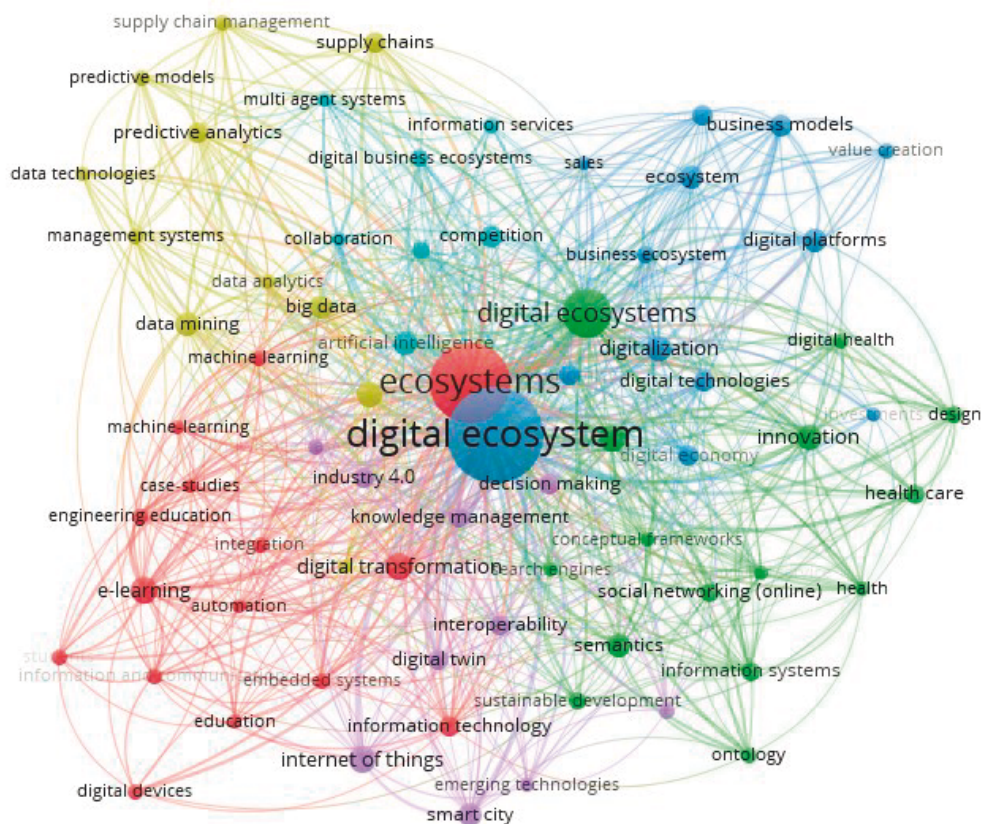 supply chain management
supply chains
predictive models
multi agent systems
information services
business models
predictive analytics
value creation
digital business ecosystems
sales
data technologies
ecosystem
management systems
collaboration
competition
digital platforms
business ecosystem
data analytics
big data
digital ecosystems
data mining
artificial intelligence
digitalization
digital health
machine learning
ecosystems
digital technologies
investments
design
machine-learning
digital ecosystem
innovation
digital economy
case-studies
industry 4.0
decision making
health care
engineering education
knowledge management
integration
conceptual frameworks
digital transformation
search engines
e-learning
social networking (online)
health
automation
interoperability
semantics
digital twin
information systems
information and
embedded systems
sustainable development
education
information technology
internet of things
ontology
digital devices
emerging technologies
smart city